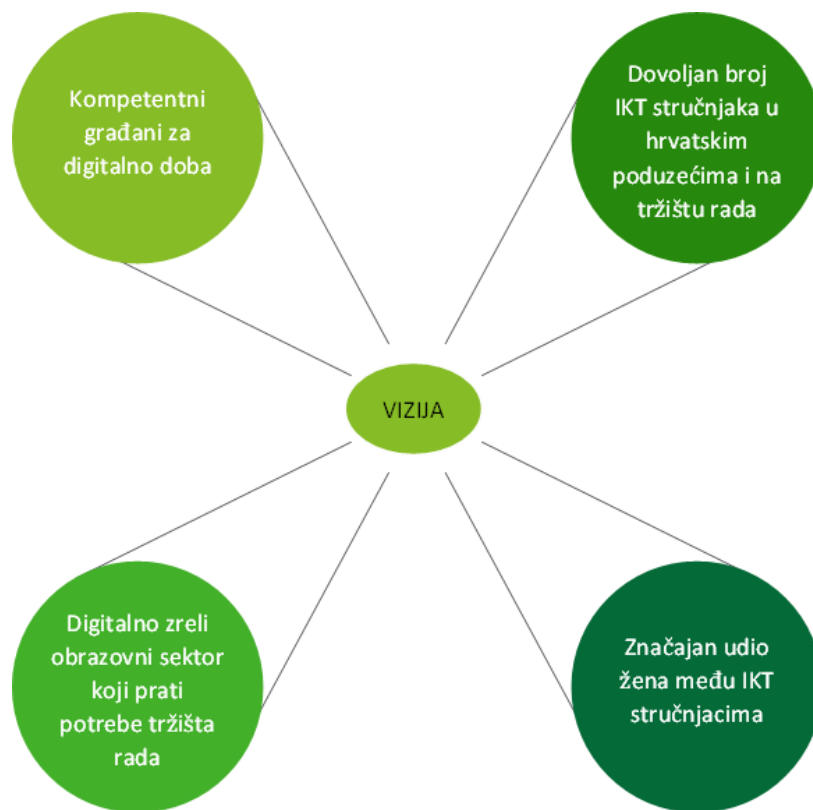 Kompetentni
građani za
digitalno doba
Dovoljan broj
IKT stručnjaka u
hrvatskim
poduzećima i na
tržištu rada
VIZIJA
Digitalno zreli
obrazovni sektor
koji prati
potrebe tržišta
rada
Značajan udio
žena među IKT
stručnjacima